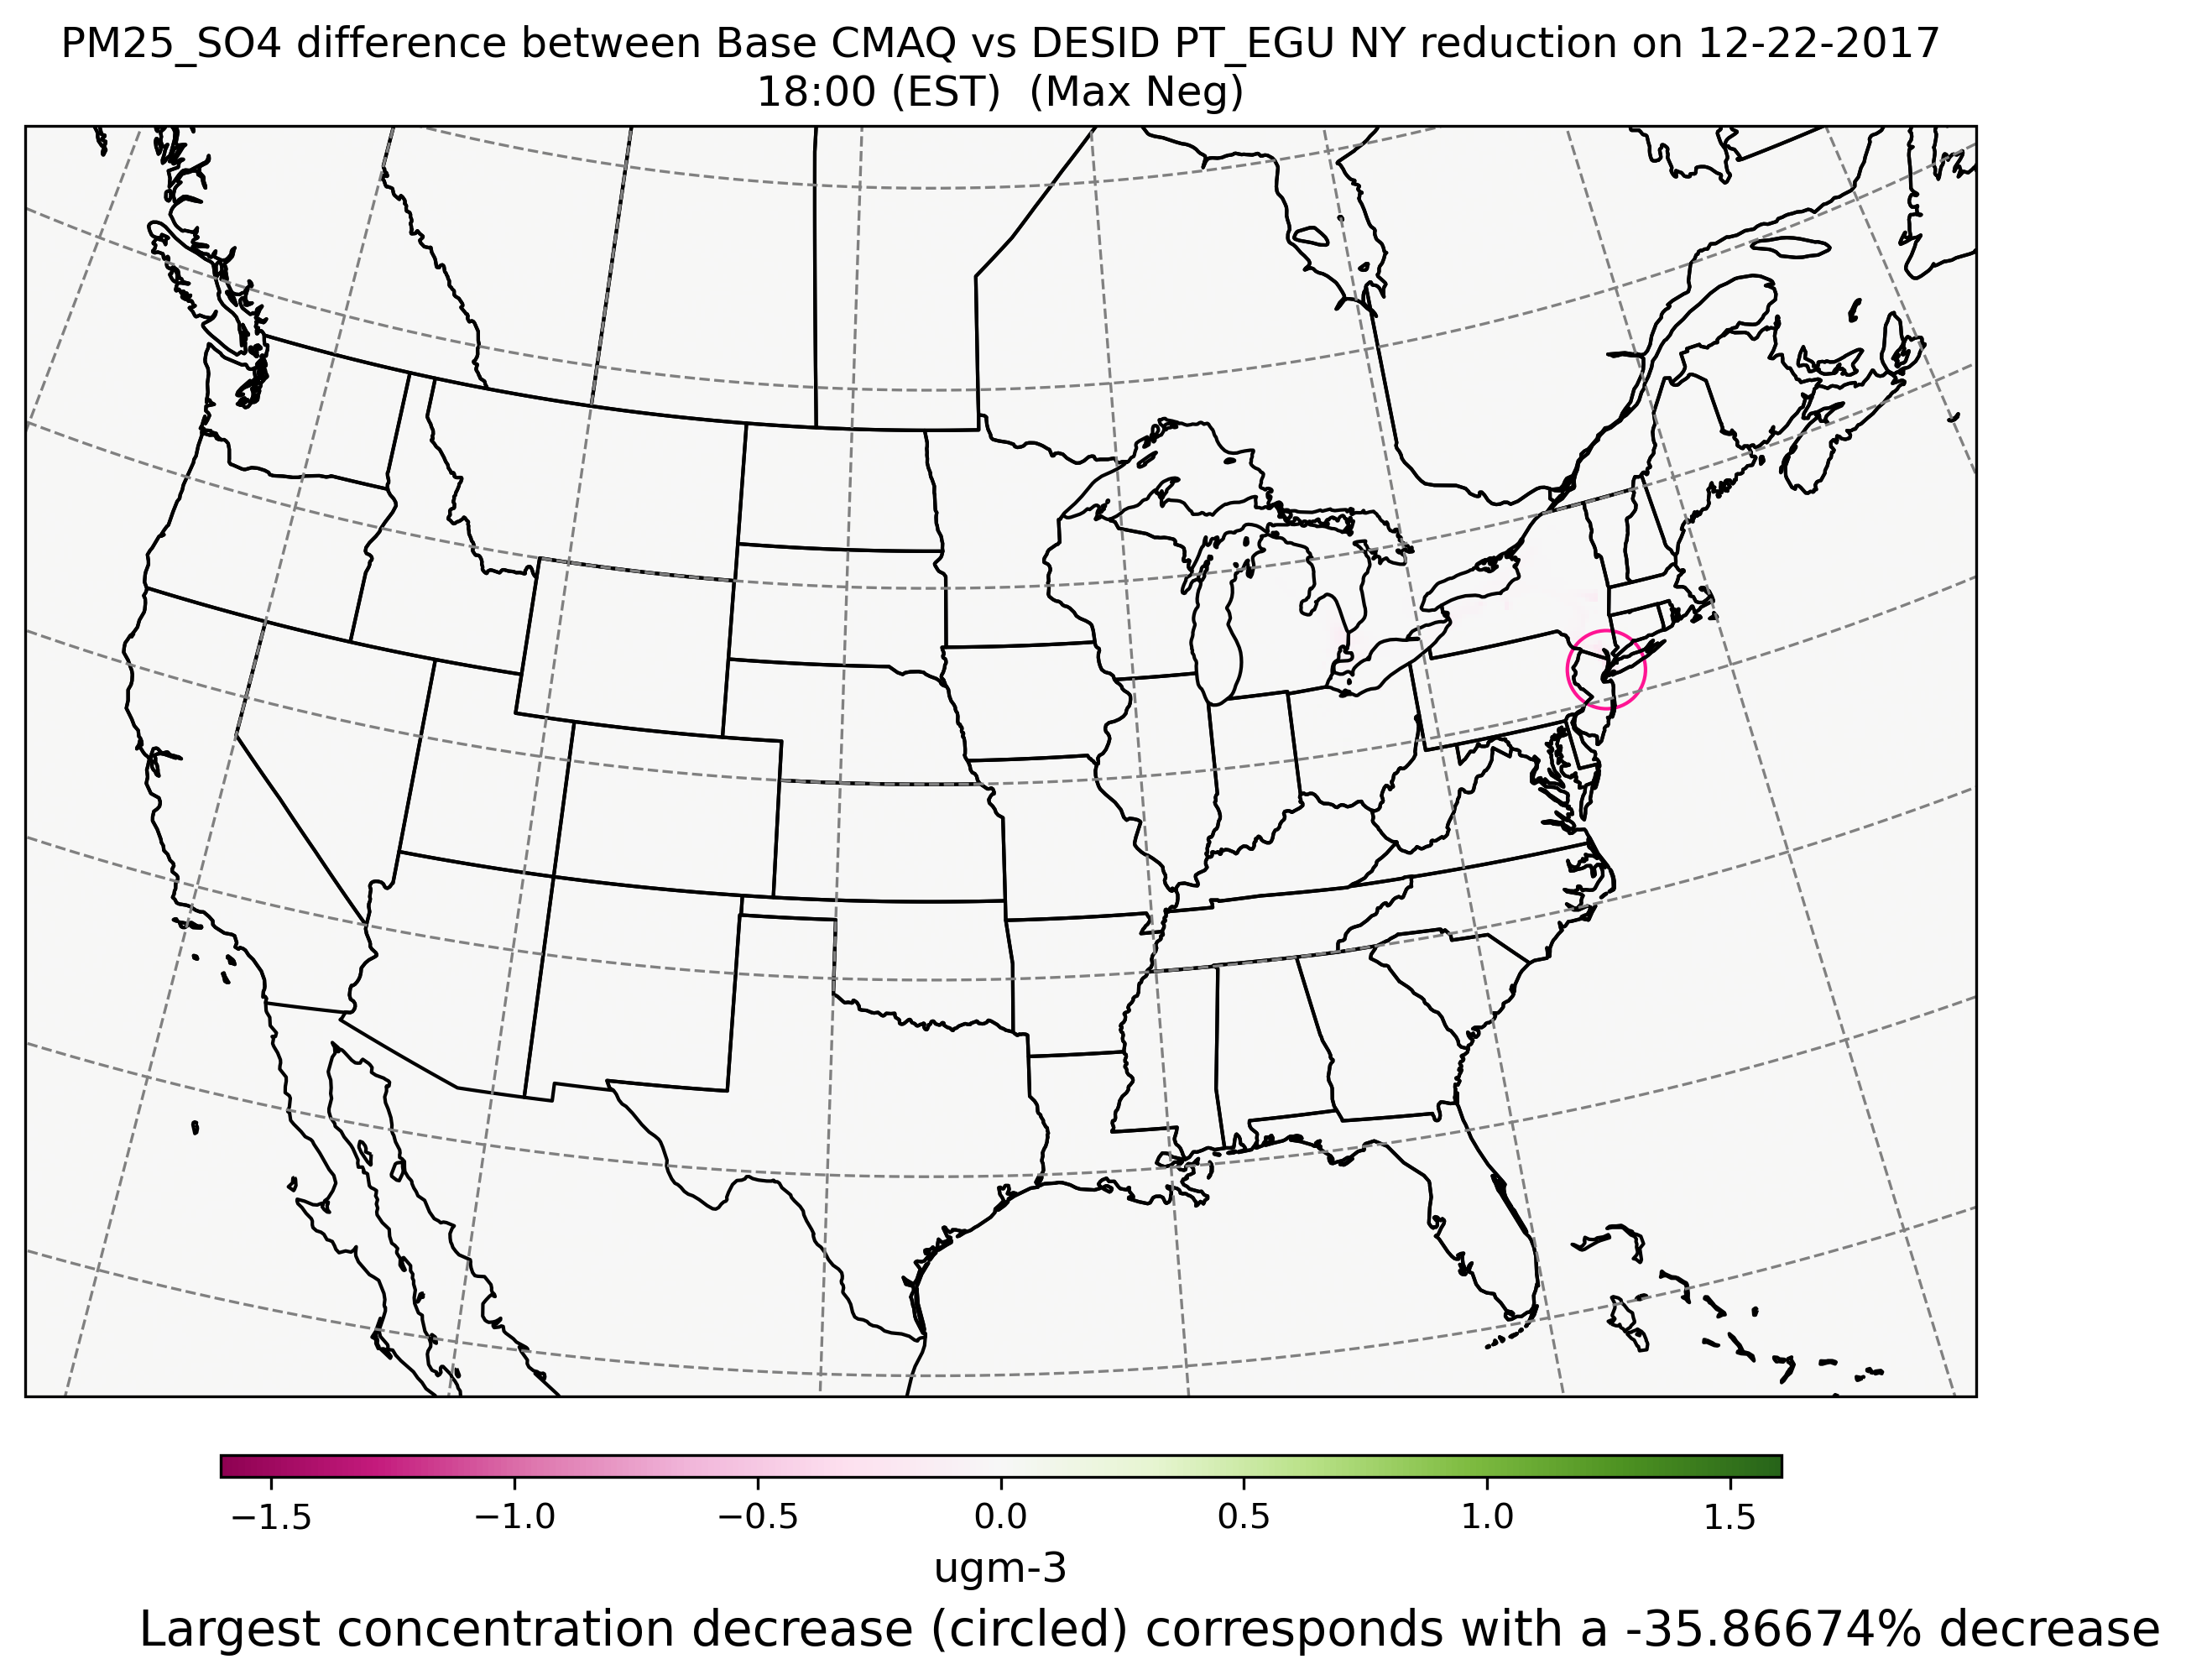 PM25_SO4 difference between Base CMAQ vs DESID PT_EGU NY reduction on 12-22-2017
18:00 (EST)  (Max Neg)
−1.5 −1.0 −0.5 0.0 0.5 1.0 1.5
ugm-3
Largest concentration decrease (circled) corresponds with a -35.86674% decrease